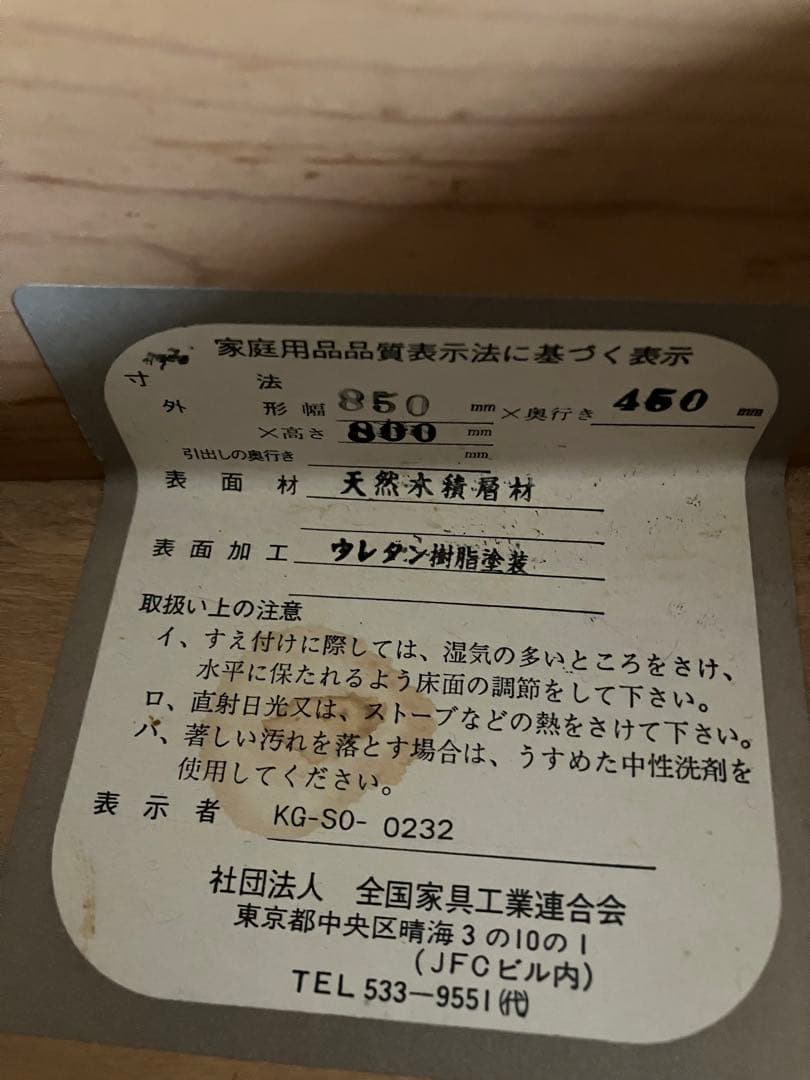 家庭用品品質表示法に基づく表示
寸法
外形幅 850 mm×奥行き 450 mm
×高さ 800 mm
引出しの奥行き mm
表面材 天然木積層材
表面加工 ウレタン樹脂塗装
取扱い上の注意
イ、すえ付けに際しては、湿気の多いところをさけ、
水平に保たれるよう床面の調節をして下さい。
ロ、直射日光又は、ストーブなどの熱をさけて下さい。
ハ、著しい汚れを落とす場合は、うすめた中性洗剤を
使用してください。
表示者 KG-SO- 0232
社団法人 全国家具工業連合会
東京都中央区晴海3の10の1
(JFCビル内)
TEL 533-9551(代)